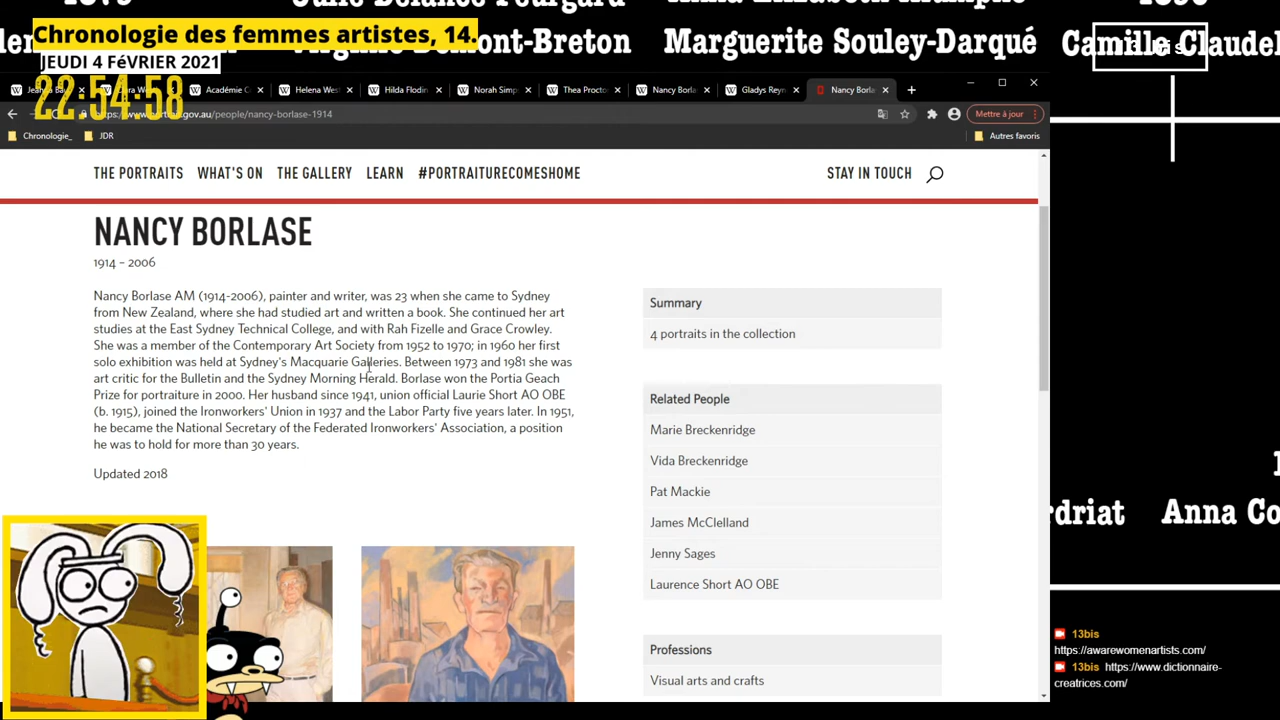 Chronologie des femmes artistes, 14.
JEUDI 4 FéVRIER 2021
22:54:58
Marguerite Souley-Darqué
Camille Claudel
-Breton
Académie C
Helena Wes
Hilda Flodin
Norah Simp
Thea Procto
Nancy Borla
Gladys Reyn
Nancy Borla
.gov.au/people/nancy-borlase-1914
Mettre à jour
Chronologie_
JDR
Autres favoris
THE PORTRAITS
WHAT'S ON
THE GALLERY
LEARN
#PORTRAITURECOMESHOME
STAY IN TOUCH
NANCY BORLASE
1914 – 2006
Nancy Borlase AM (1914-2006), painter and writer, was 23 when she came to Sydney
from New Zealand, where she had studied art and written a book. She continued her art
studies at the East Sydney Technical College, and with Rah Fizelle and Grace Crowley.
She was a member of the Contemporary Art Society from 1952 to 1970; in 1960 her first
solo exhibition was held at Sydney's Macquarie Galleries. Between 1973 and 1981 she was
art critic for the Bulletin and the Sydney Morning Herald. Borlase won the Portia Geach
Prize for portraiture in 2000. Her husband since 1941, union official Laurie Short AO OBE
(b. 1915), joined the Ironworkers' Union in 1937 and the Labor Party five years later. In 1951,
he became the National Secretary of the Federated Ironworkers' Association, a position
he was to hold for more than 30 years.
Updated 2018
Summary
4 portraits in the collection
Related People
Marie Breckenridge
Vida Breckenridge
Pat Mackie
James McClelland
Jenny Sages
Laurence Short AO OBE
Professions
Visual arts and crafts
rdriat
Anna Co
13bis
https://awarewomenartists.com/
13bis https://www.dictionnaire-
creatrices.com/